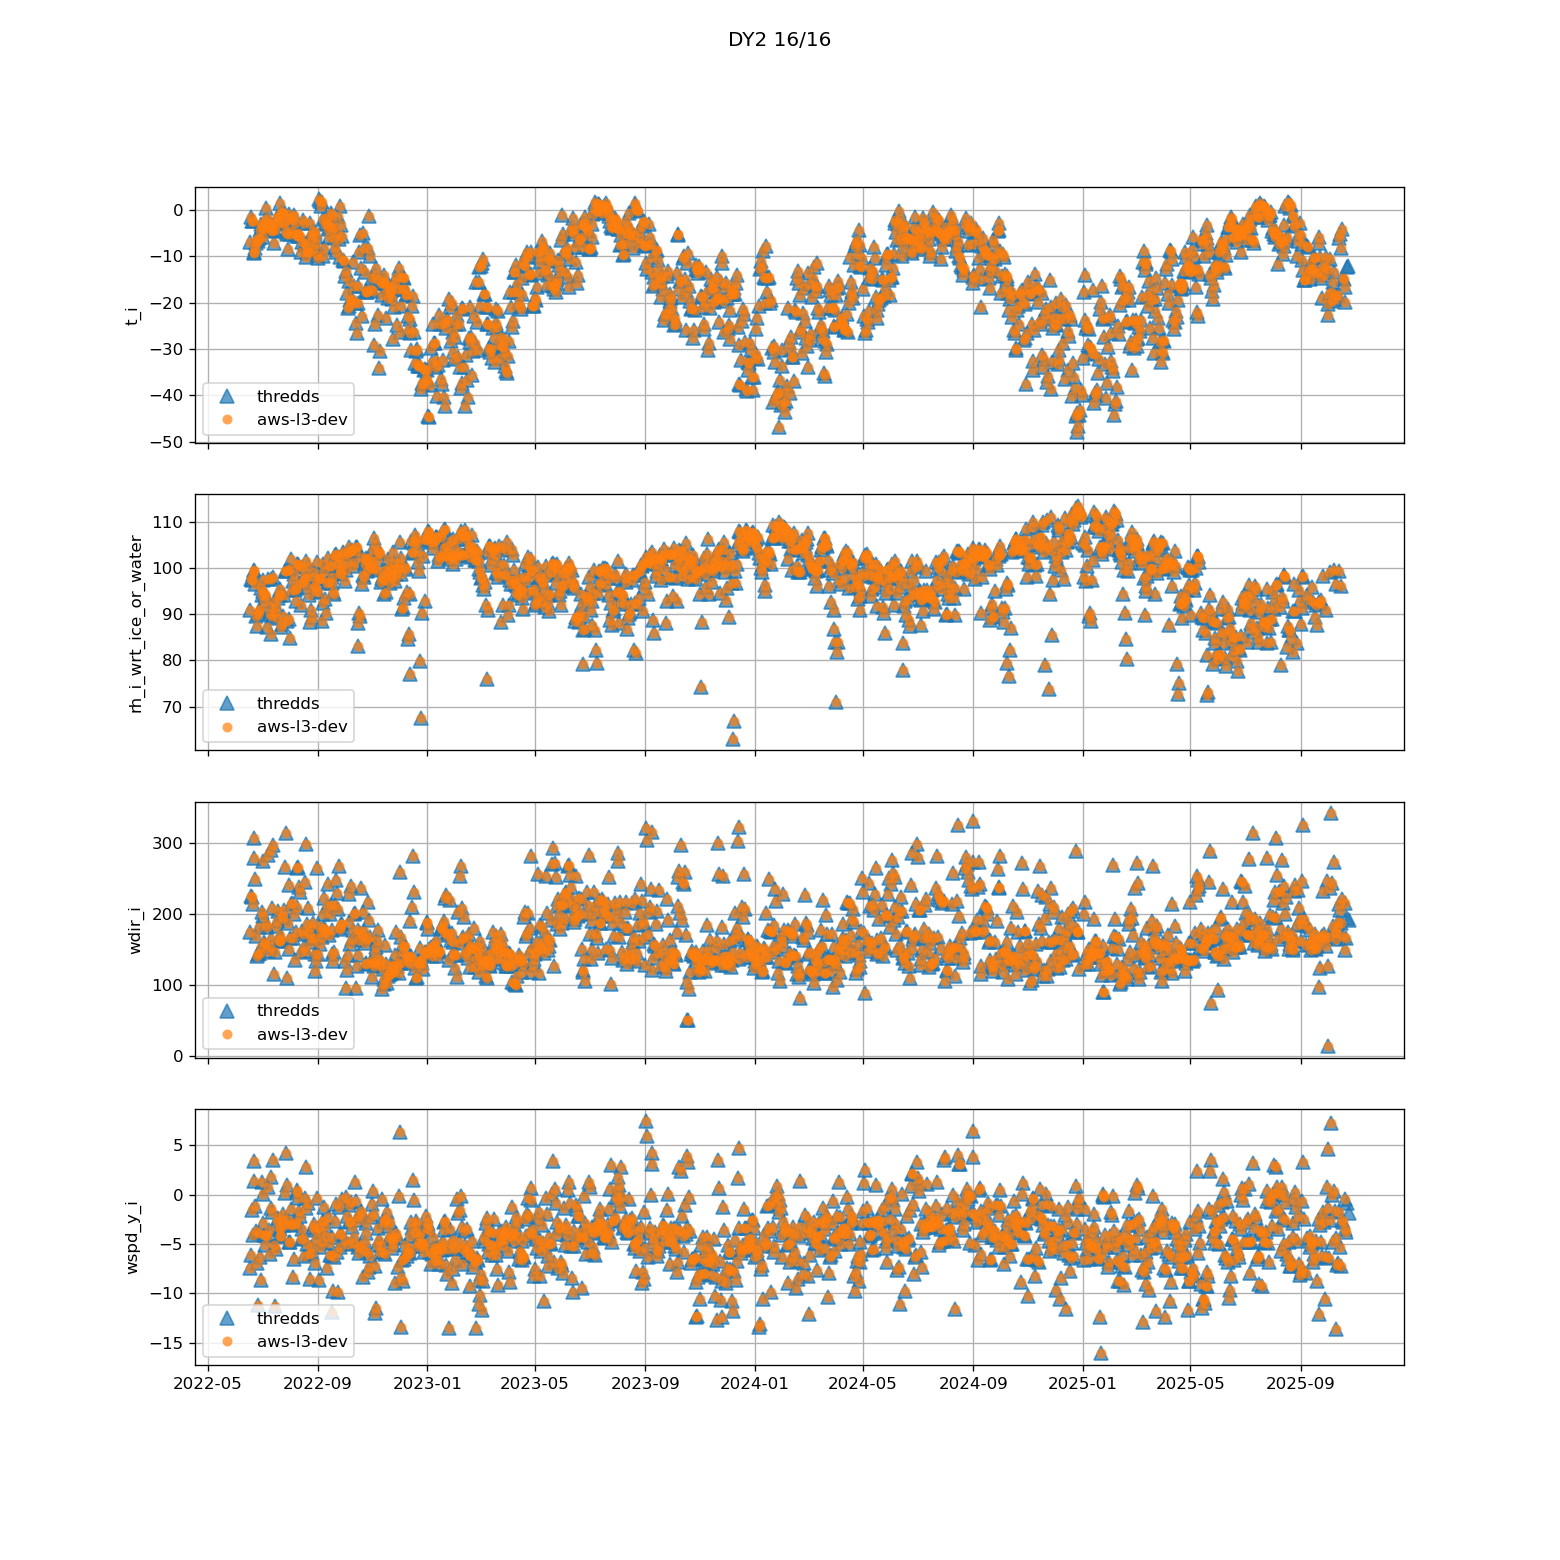 DY2 16/16
0
−10
−20
−30
−40
−50
t_i
thredds
aws-l3-dev
110
100
90
80
70
rh_i_wrt_ice_or_water
thredds
aws-l3-dev
300
200
100
0
wdir_i
thredds
aws-l3-dev
5
0
−5
−10
−15
wspd_y_i
thredds
aws-l3-dev
2022-05 2022-09 2023-01 2023-05 2023-09 2024-01 2024-05 2024-09 2025-01 2025-05 2025-09